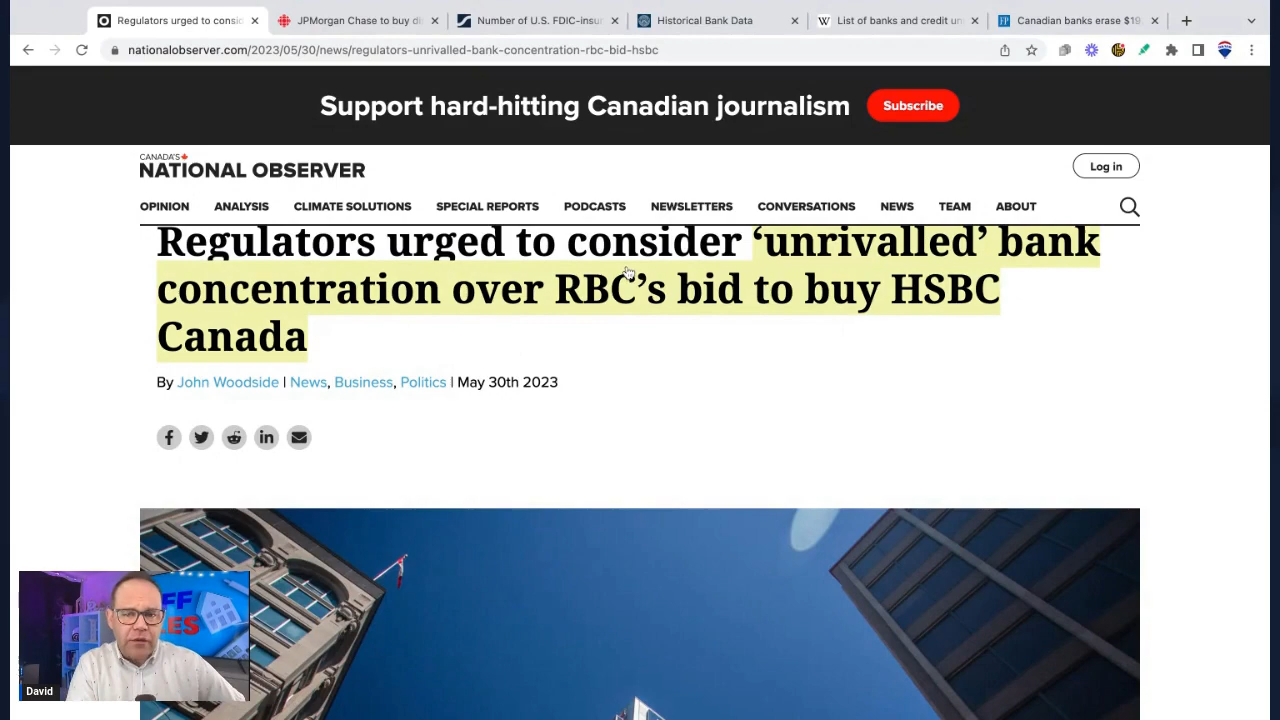 Regulators urged to consid
JPMorgan Chase to buy di
Number of U.S. FDIC-insu
Historical Bank Data
List of banks and credit un
Canadian banks erase $19
nationalobserver.com/2023/05/30/news/regulators-unrivalled-bank-concentration-rbc-bid-hsbc
Support hard-hitting Canadian journalism
Subscribe
CANADA'S
NATIONAL OBSERVER
Log in
OPINION ANALYSIS CLIMATE SOLUTIONS SPECIAL REPORTS PODCASTS NEWSLETTERS CONVERSATIONS NEWS TEAM ABOUT
Regulators urged to consider ‘unrivalled’ bank
concentration over RBC’s bid to buy HSBC
Canada
By John Woodside | News, Business, Politics | May 30th 2023
David